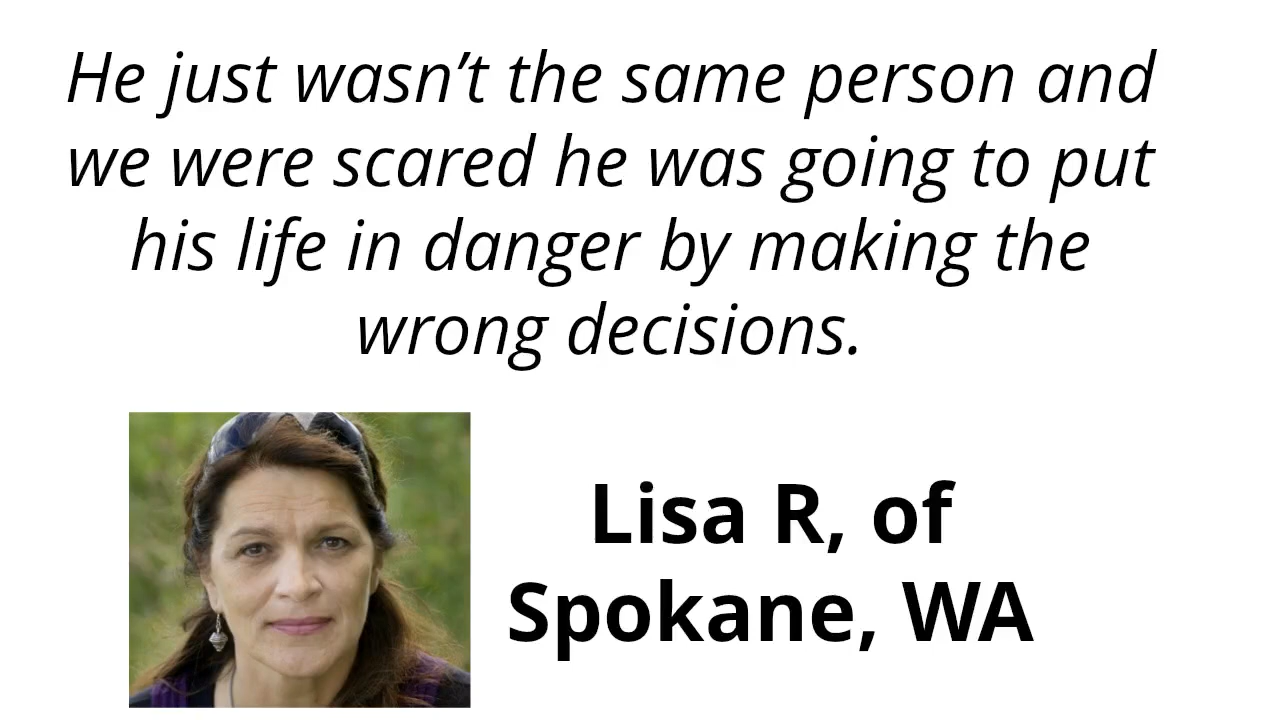 He just wasn’t the same person and
we were scared he was going to put
his life in danger by making the
wrong decisions.
Lisa R, of
Spokane, WA